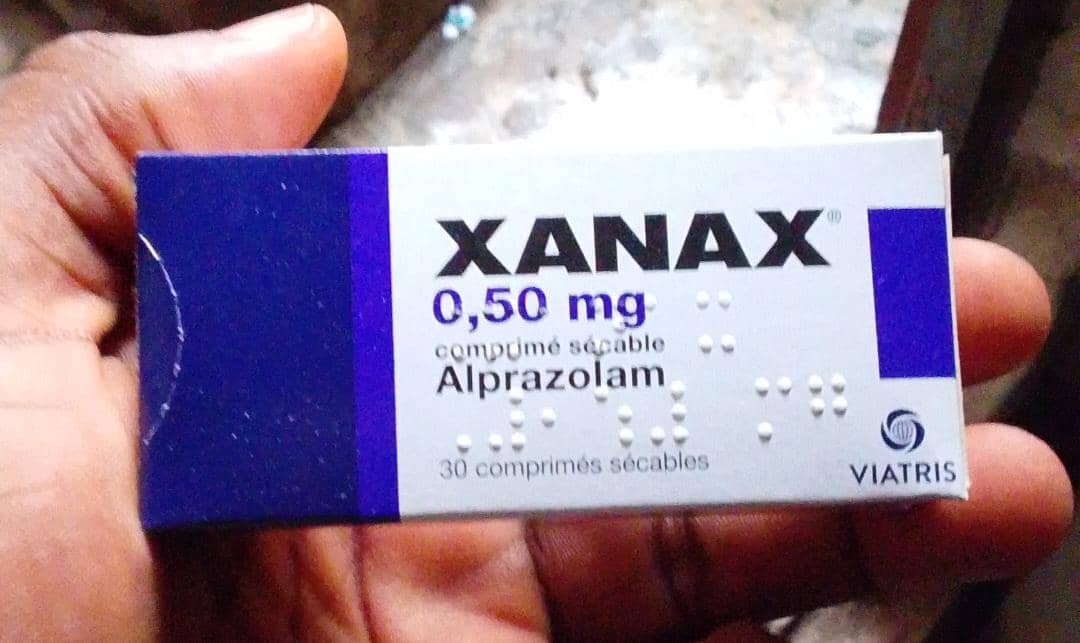 XANAX®
0,50 mg
comprimé sécable
Alprazolam
30 comprimés sécables
VIATRIS